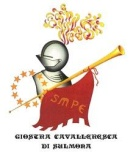 SMPE
GIOSTRA CAVALLERESCA
DI SULMONA